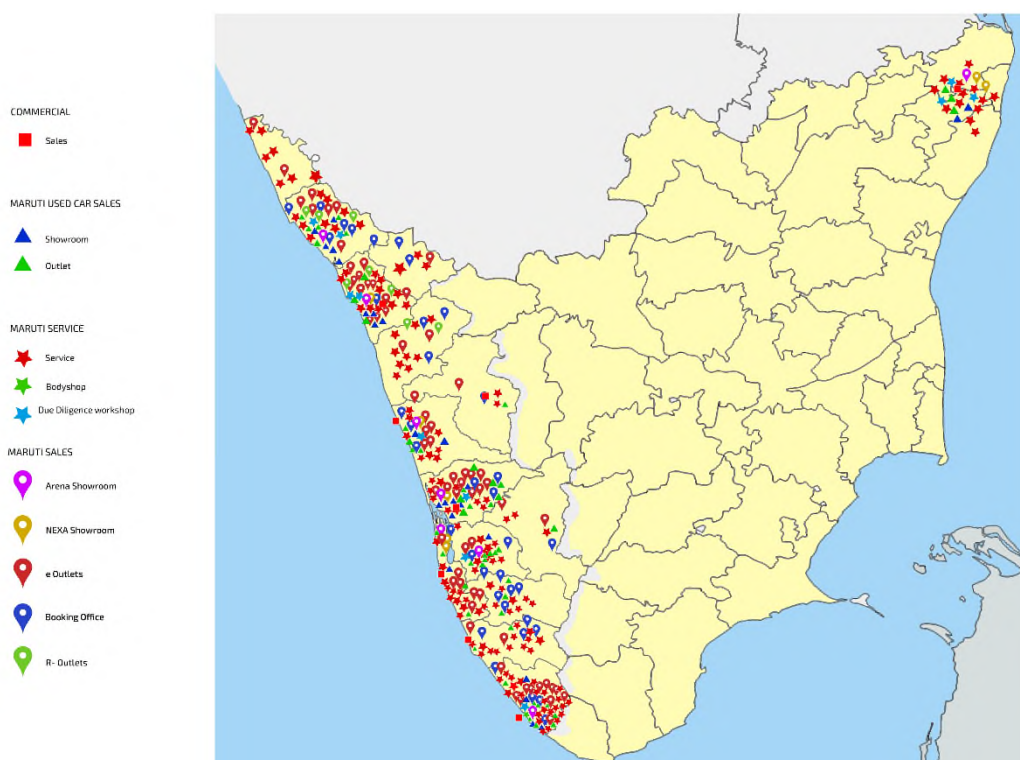 COMMERCIAL
Sales
MARUTI USED CAR SALES
Showroom
Outlet
MARUTI SERVICE
Service
Bodyshop
Due Diligence workshop
MARUTI SALES
Arena Showroom
NEXA Showroom
e Outlets
Booking Office
R- Outlets